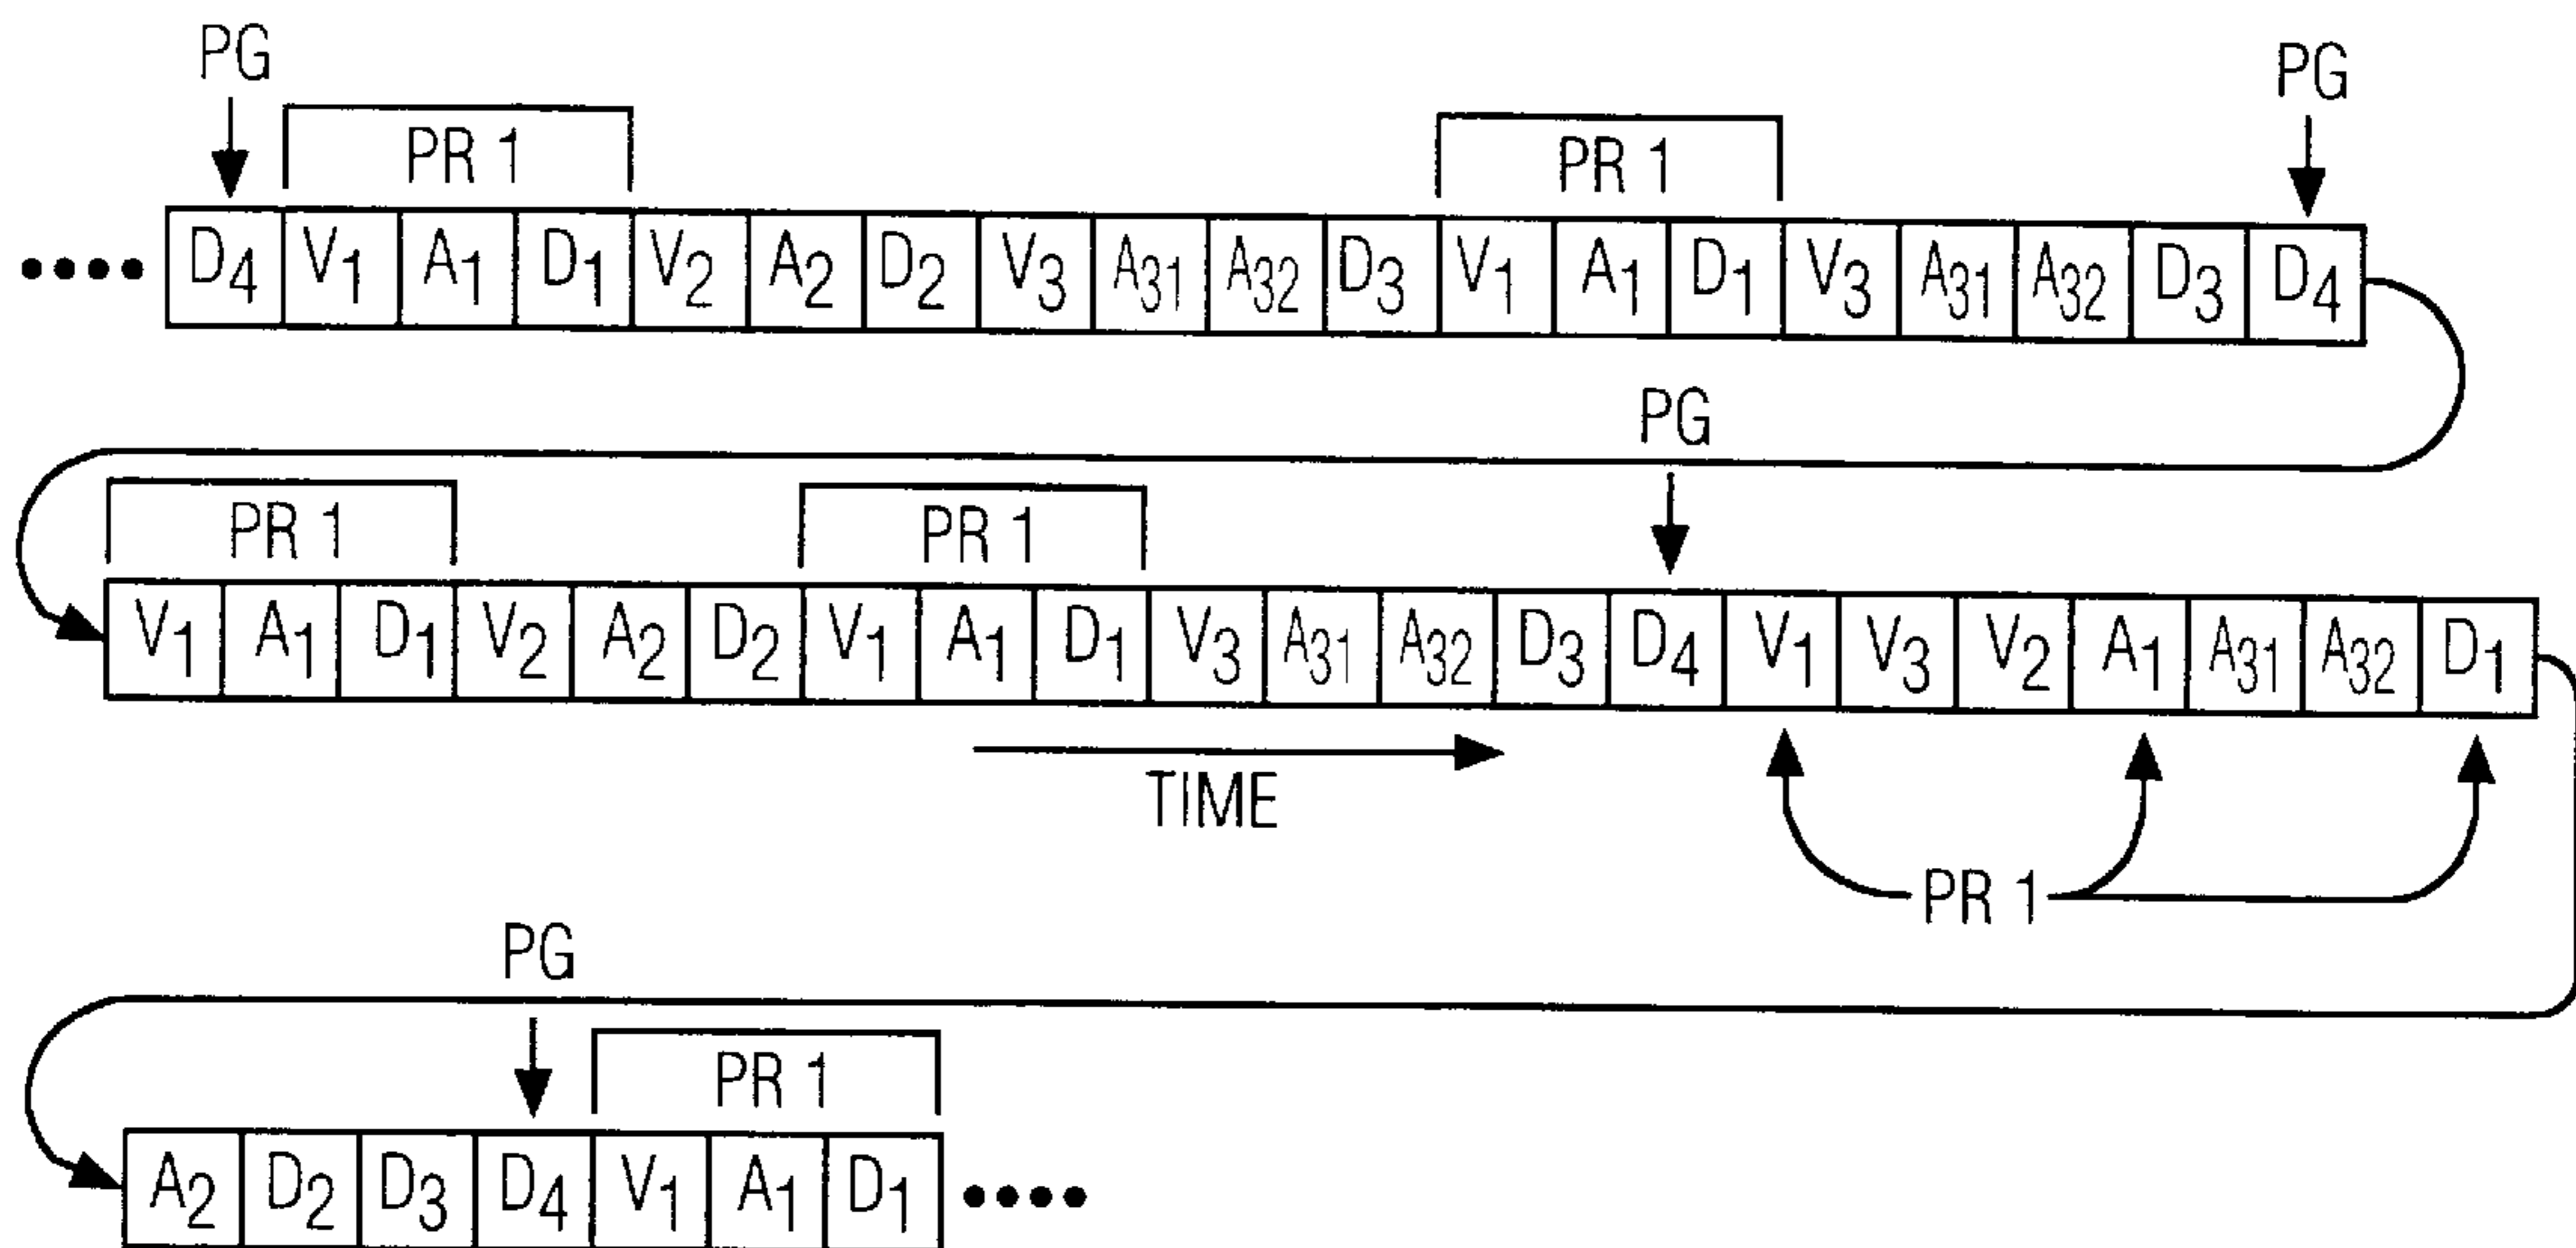 PG PG
PR 1 PR 1
D4 V1 A1 D1 V2 A2 D2 V3 A31 A32 D3 V1 A1 D1 V3 A31 A32 D3 D4
PG
PR 1 PR 1
V1 A1 D1 V2 A2 D2 V1 A1 D1 V3 A31 A32 D3 D4 V1 V3 V2 A1 A31 A32 D1
TIME
PR 1
PG
PR 1
A2 D2 D3 D4 V1 A1 D1